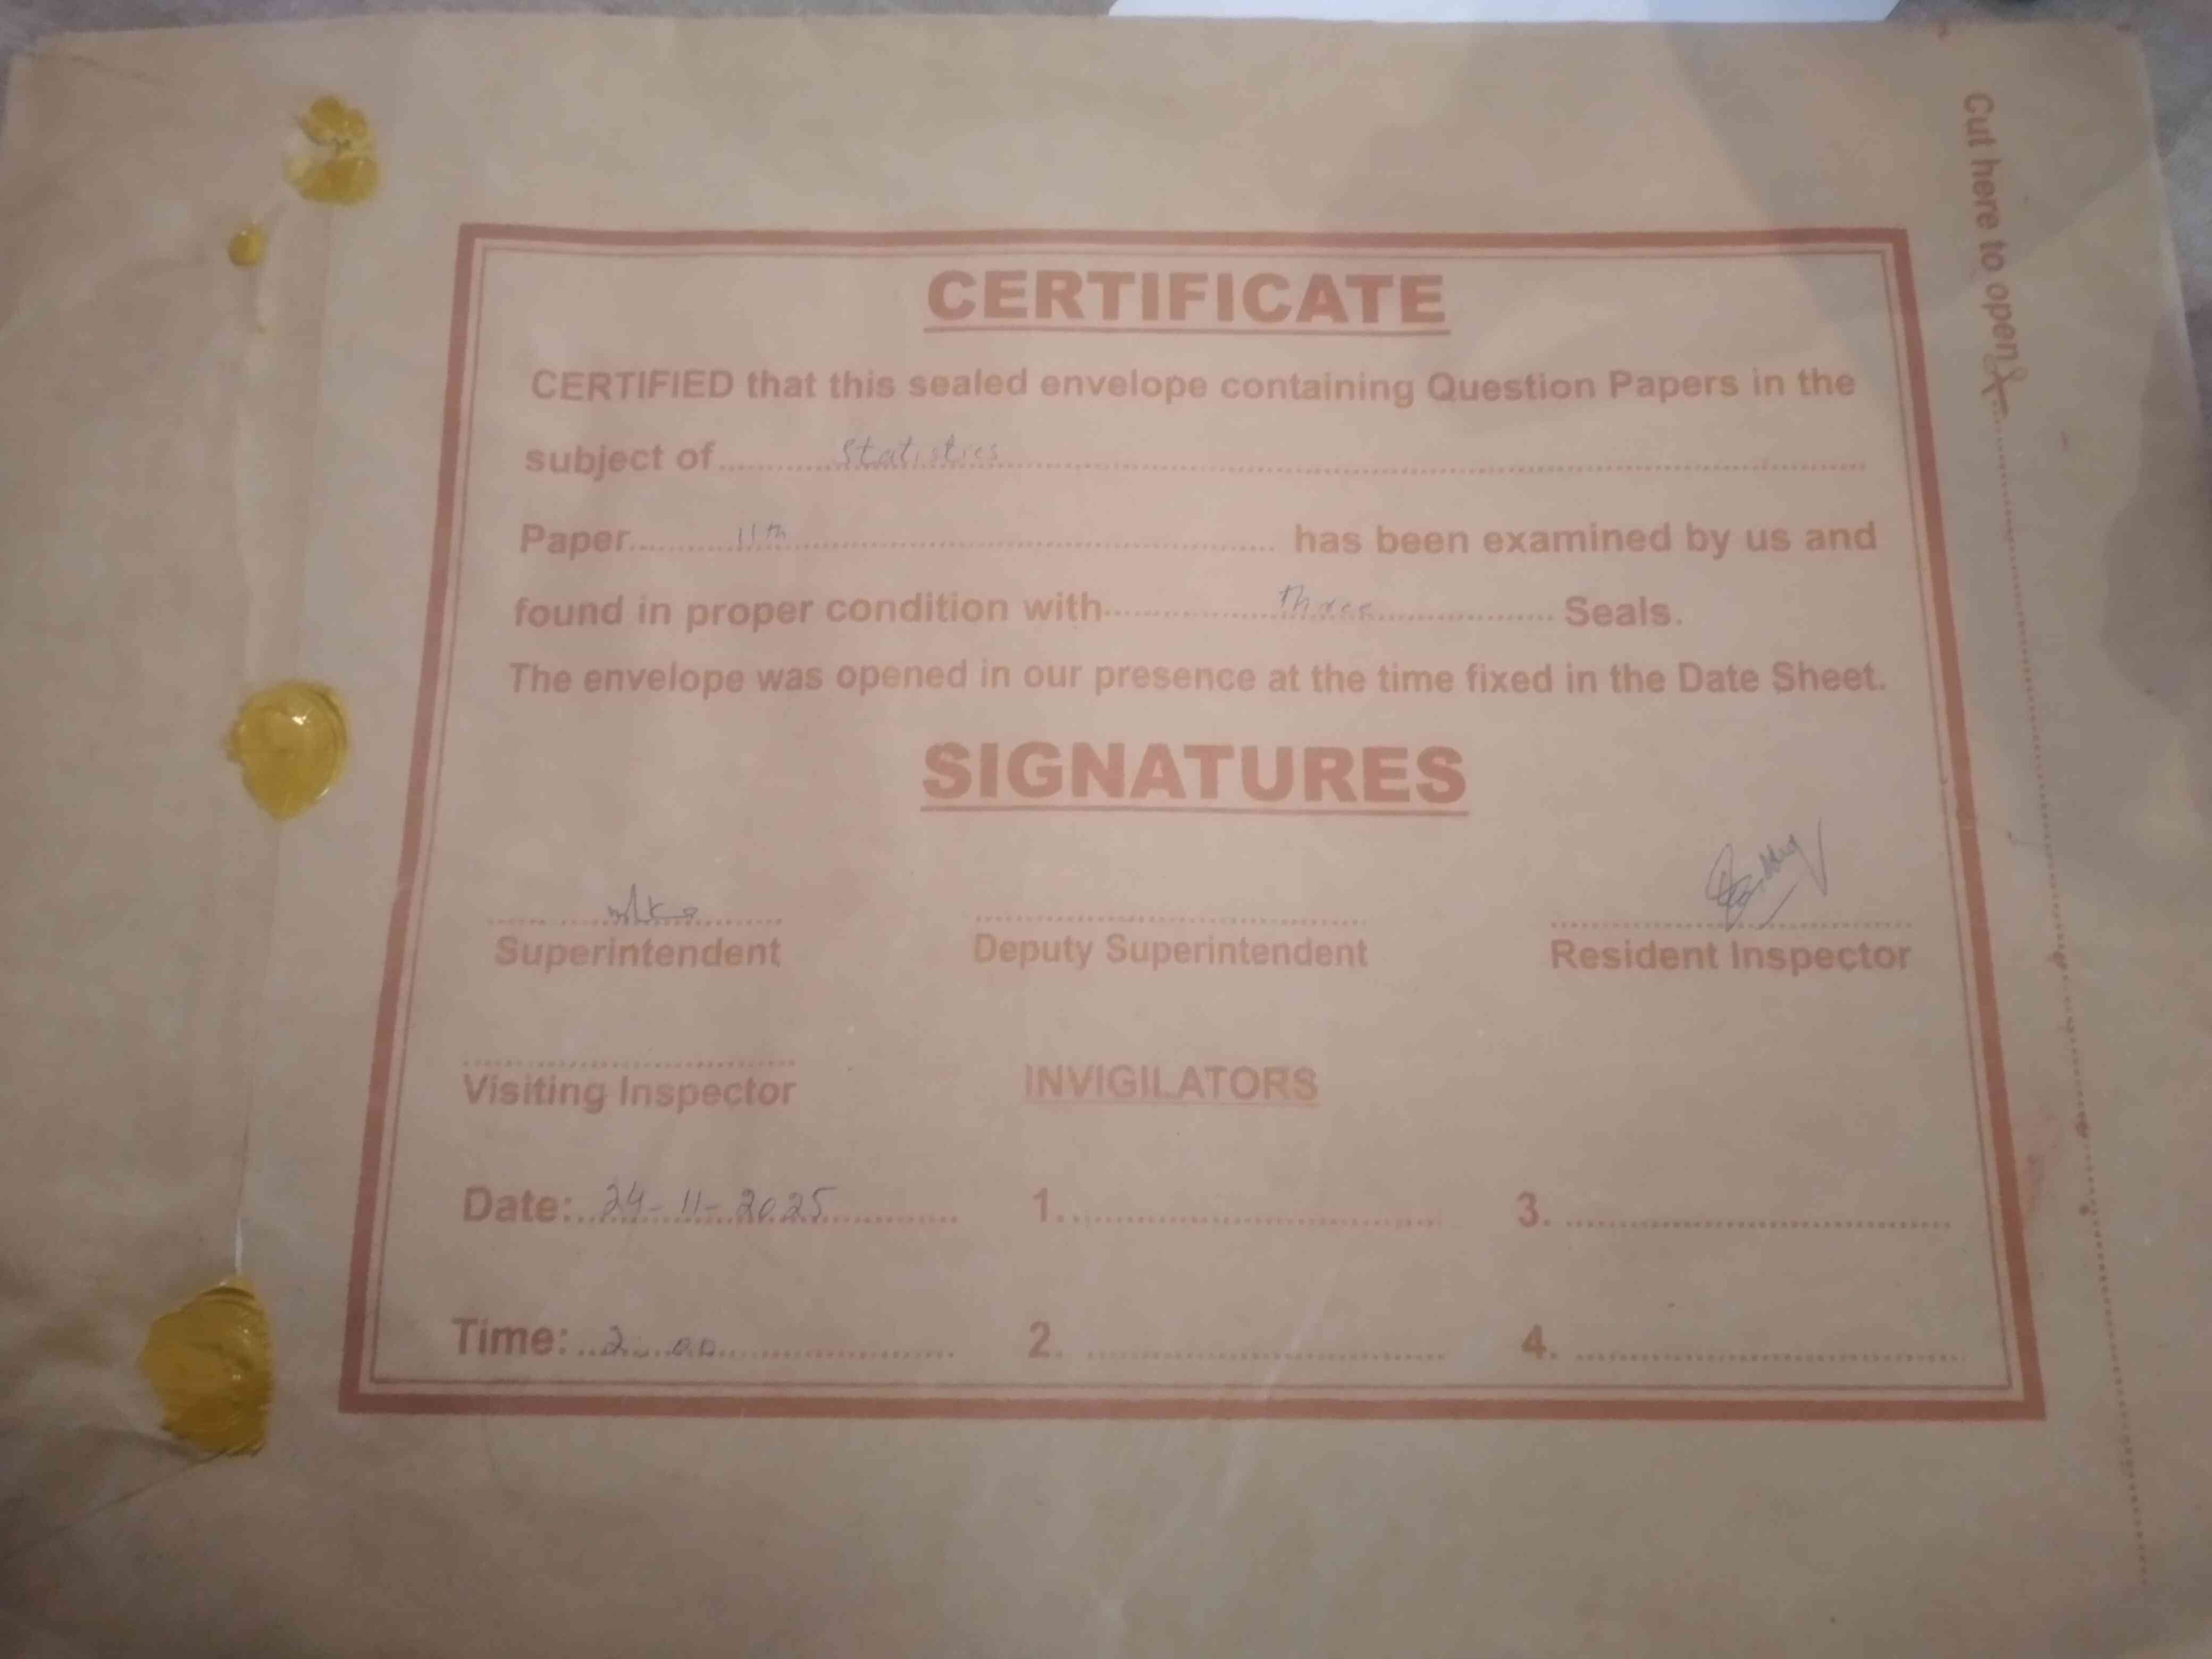 Cut here to open
CERTIFICATE
CERTIFIED that this sealed envelope containing Question Papers in the
subject of Statistics
Paper 11th has been examined by us and
found in proper condition with Three Seals.
The envelope was opened in our presence at the time fixed in the Date Sheet.
SIGNATURES
Superintendent Deputy Superintendent Resident Inspector
Visiting Inspector INVIGILATORS
Date: 24-11-2025 1. 3.
Time: 2.00 2. 4.